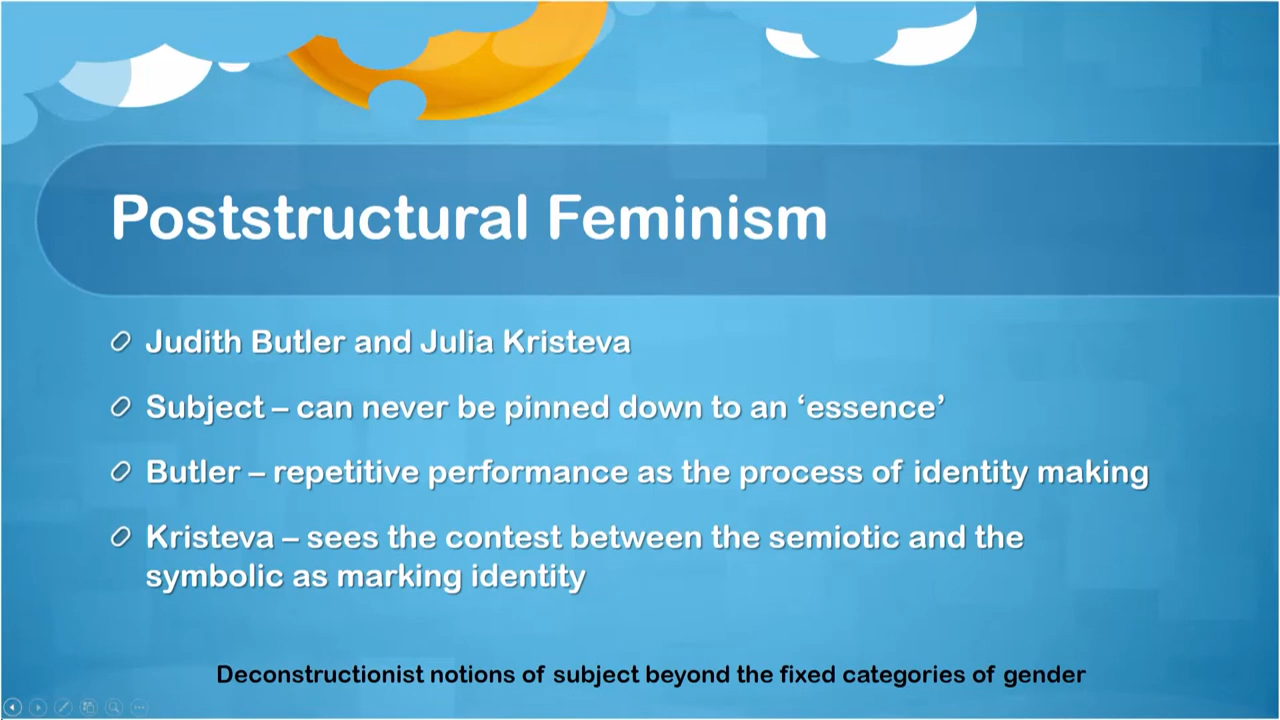 Poststructural Feminism
Judith Butler and Julia Kristeva
Subject – can never be pinned down to an ‘essence’
Butler – repetitive performance as the process of identity making
Kristeva – sees the contest between the semiotic and the
symbolic as marking identity
Deconstructionist notions of subject beyond the fixed categories of gender